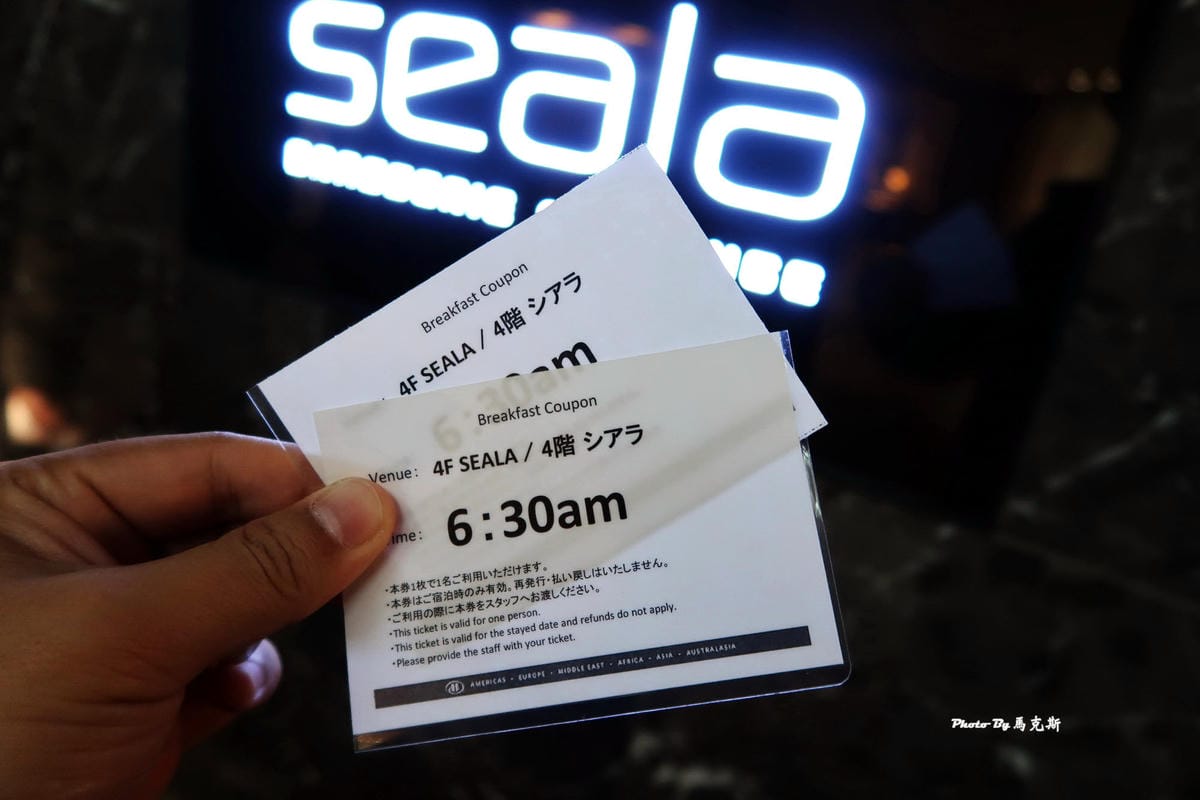 seala
Breakfast Coupon
4F SEALA / 4階 シアラ
6:30am
Breakfast Coupon
Venue: 4F SEALA / 4階 シアラ
6:30am
・本券1枚で1名ご利用いただけます。
・本券はご宿泊時のみ有効。再発行・払い戻しはいたしません。
・ご利用の際に本券をスタッフへお渡しください。
・This ticket is valid for one person.
・This ticket is valid for the stayed date and refunds do not apply.
・Please provide the staff with your ticket.
AMERICAS · EUROPE · MIDDLE EAST · AFRICA · ASIA · AUSTRALASIA
Photo By 馬克斯